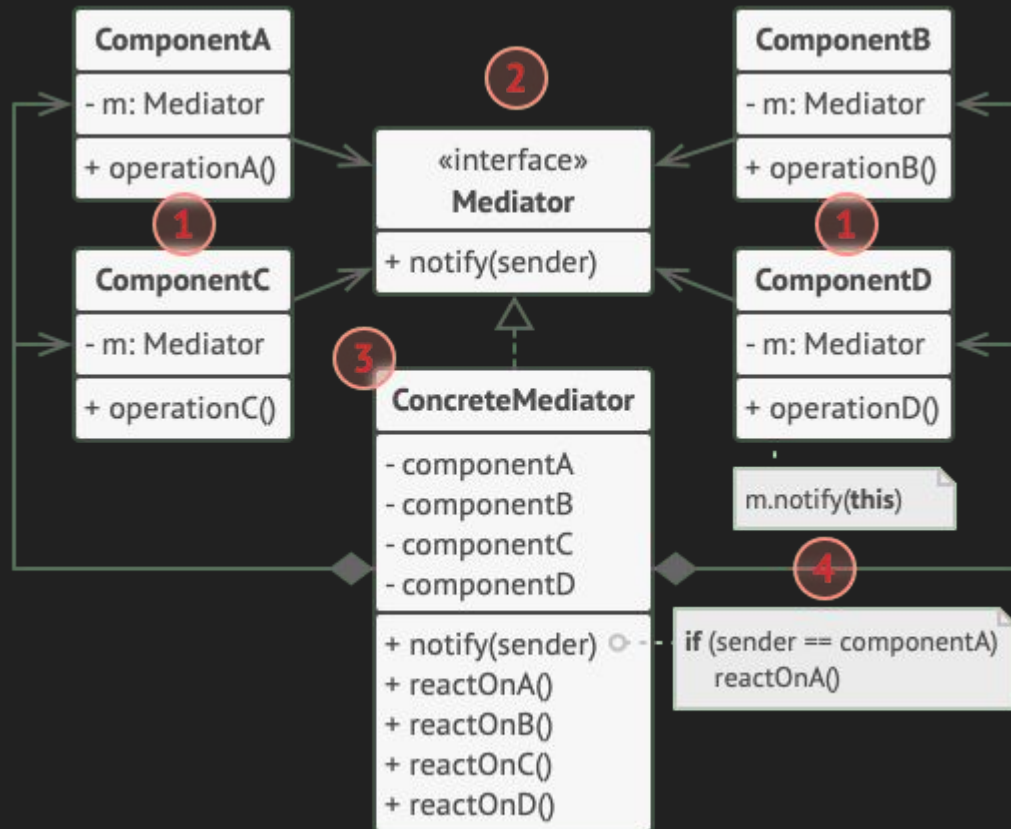 ComponentA
- m: Mediator
+ operationA()
1
ComponentC
- m: Mediator
+ operationC()
2
«interface»
Mediator
+ notify(sender)
3
ConcreteMediator
- componentA
- componentB
- componentC
- componentD
+ notify(sender)
+ reactOnA()
+ reactOnB()
+ reactOnC()
+ reactOnD()
ComponentB
- m: Mediator
+ operationB()
1
ComponentD
- m: Mediator
+ operationD()
m.notify(this)
4
if (sender == componentA)
reactOnA()